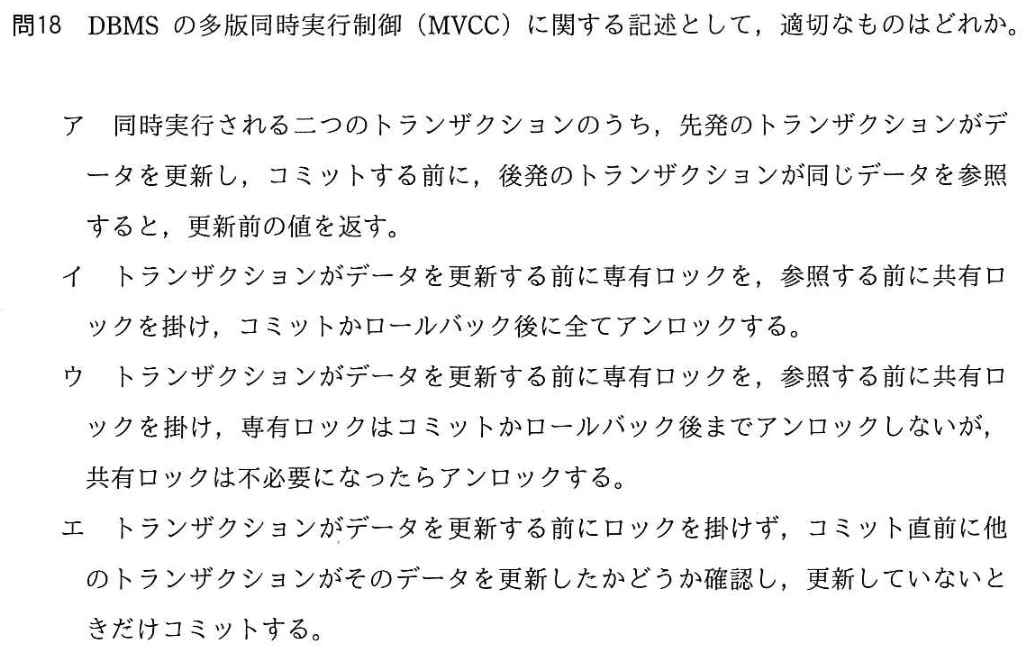 問18 DBMS の多版同時実行制御（MVCC）に関する記述として，適切なものはどれか。
ア 同時実行される二つのトランザクションのうち，先発のトランザクションがデ
ータを更新し，コミットする前に，後発のトランザクションが同じデータを参照
すると，更新前の値を返す。
イ トランザクションがデータを更新する前に専有ロックを，参照する前に共有ロ
ックを掛け，コミットかロールバック後に全てアンロックする。
ウ トランザクションがデータを更新する前に専有ロックを，参照する前に共有ロ
ックを掛け，専有ロックはコミットかロールバック後までアンロックしないが，
共有ロックは不必要になったらアンロックする。
エ トランザクションがデータを更新する前にロックを掛けず，コミット直前に他
のトランザクションがそのデータを更新したかどうか確認し，更新していないと
きだけコミットする。